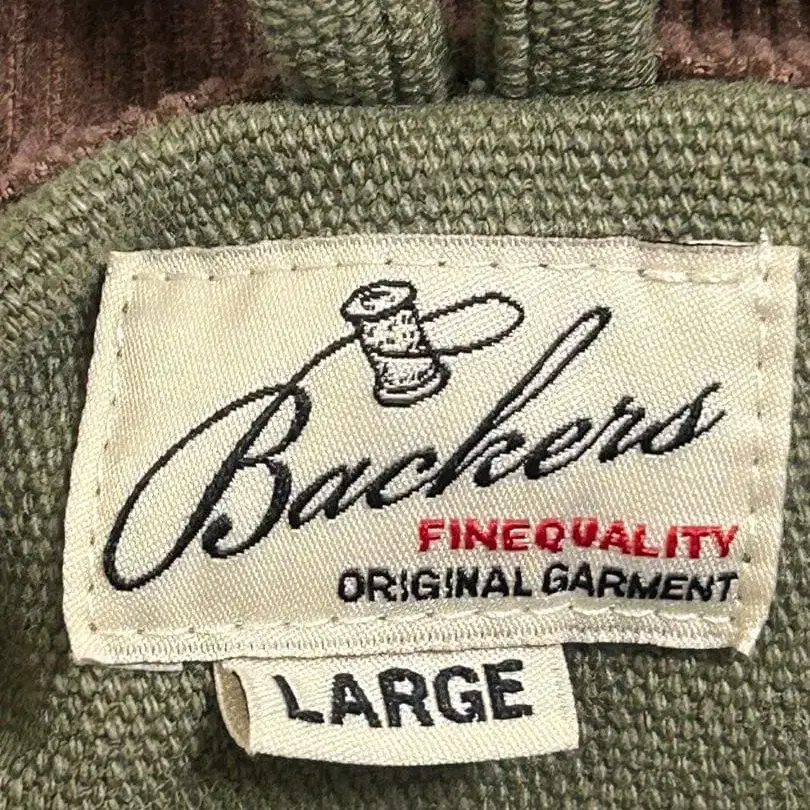 Backers
FINEQUALITY
ORIGINAL GARMENT
LARGE